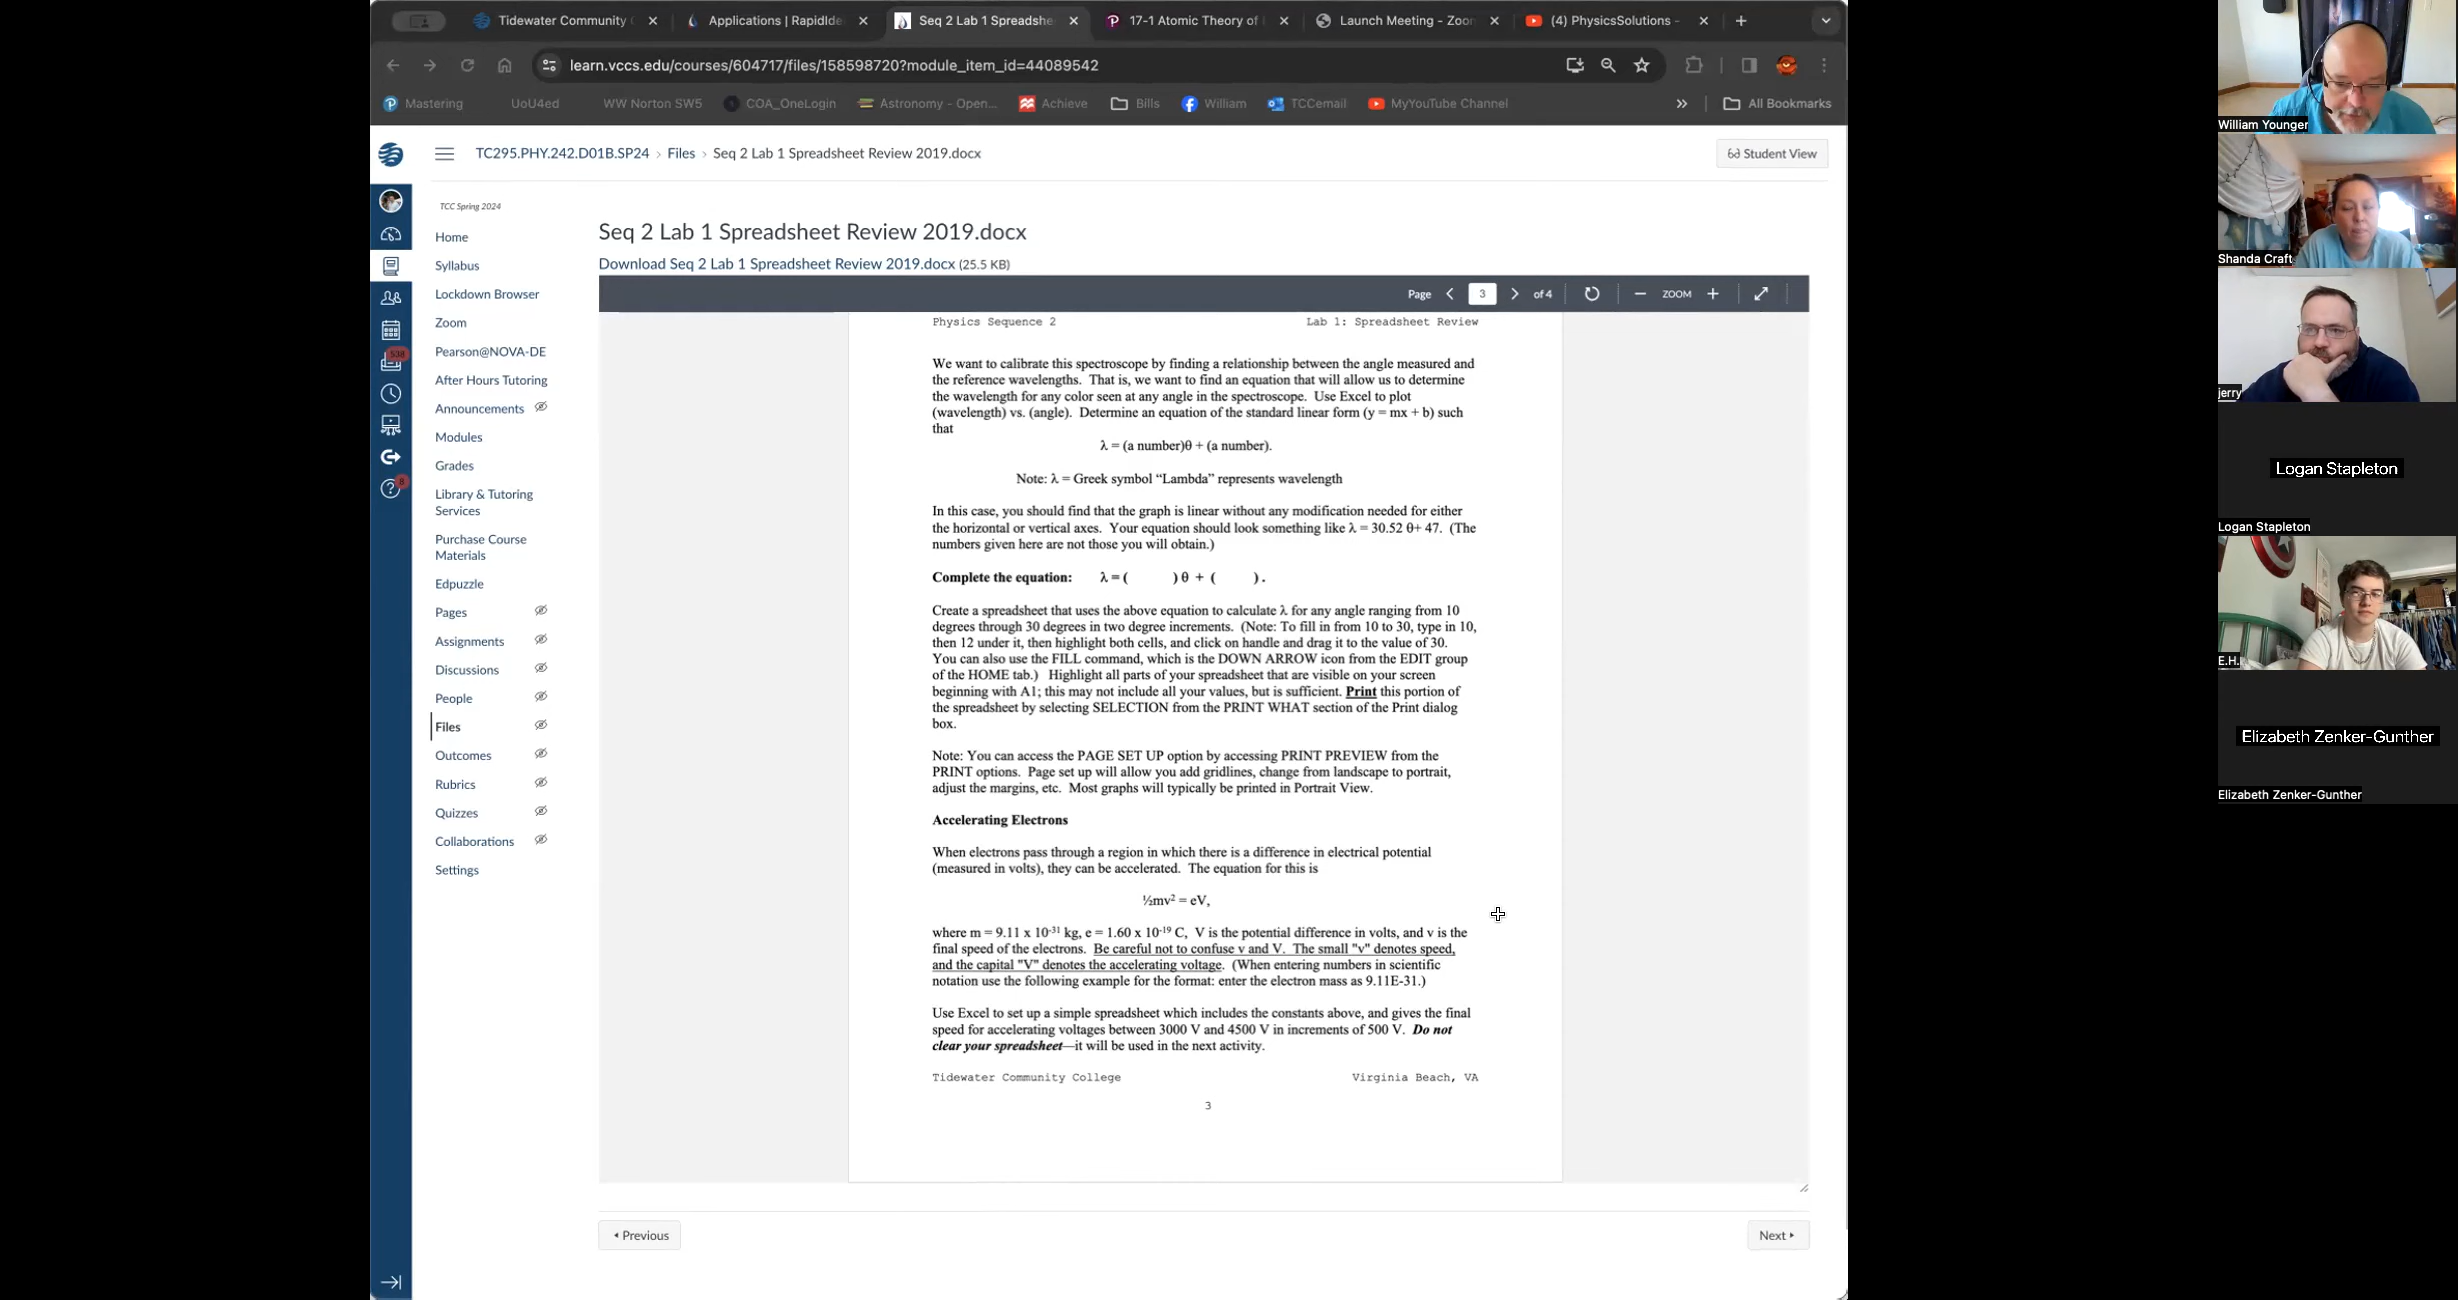 Tidewater Community
Applications | RapidIde
Seq 2 Lab 1 Spreadshe
17-1 Atomic Theory of
Launch Meeting - Zoo
(4) PhysicsSolutions -
learn.vccs.edu/courses/604717/files/158598720?module_item_id=44089542
Mastering
UoU4ed
WW Norton SW5
COA_OneLogin
Astronomy - Open...
Achieve
Bills
William
TCCemail
MyYouTube Channel
»
All Bookmarks
TC295.PHY.242.D01B.SP24 › Files › Seq 2 Lab 1 Spreadsheet Review 2019.docx
Student View
538
8
TCC Spring 2024
Home
Syllabus
Lockdown Browser
Zoom
Pearson@NOVA-DE
After Hours Tutoring
Announcements
Modules
Grades
Library & Tutoring
Services
Purchase Course
Materials
Edpuzzle
Pages
Assignments
Discussions
People
Files
Outcomes
Rubrics
Quizzes
Collaborations
Settings
Seq 2 Lab 1 Spreadsheet Review 2019.docx
Download Seq 2 Lab 1 Spreadsheet Review 2019.docx (25.5 KB)
Page 3 of 4 ZOOM
Physics Sequence 2 Lab 1: Spreadsheet Review
We want to calibrate this spectroscope by finding a relationship between the angle measured and
the reference wavelengths. That is, we want to find an equation that will allow us to determine
the wavelength for any color seen at any angle in the spectroscope. Use Excel to plot
(wavelength) vs. (angle). Determine an equation of the standard linear form (y = mx + b) such
that
λ = (a number)θ + (a number).
Note: λ = Greek symbol “Lambda” represents wavelength
In this case, you should find that the graph is linear without any modification needed for either
the horizontal or vertical axes. Your equation should look something like λ = 30.52 θ+ 47. (The
numbers given here are not those you will obtain.)
Complete the equation: λ = ( ) θ + ( ) .
Create a spreadsheet that uses the above equation to calculate λ for any angle ranging from 10
degrees through 30 degrees in two degree increments. (Note: To fill in from 10 to 30, type in 10,
then 12 under it, then highlight both cells, and click on handle and drag it to the value of 30.
You can also use the FILL command, which is the DOWN ARROW icon from the EDIT group
of the HOME tab.) Highlight all parts of your spreadsheet that are visible on your screen
beginning with A1; this may not include all your values, but is sufficient. Print this portion of
the spreadsheet by selecting SELECTION from the PRINT WHAT section of the Print dialog
box.
Note: You can access the PAGE SET UP option by accessing PRINT PREVIEW from the
PRINT options. Page set up will allow you add gridlines, change from landscape to portrait,
adjust the margins, etc. Most graphs will typically be printed in Portrait View.
Accelerating Electrons
When electrons pass through a region in which there is a difference in electrical potential
(measured in volts), they can be accelerated. The equation for this is
½mv² = eV,
where m = 9.11 x 10⁻³¹ kg, e = 1.60 x 10⁻¹⁹ C, V is the potential difference in volts, and v is the
final speed of the electrons. Be careful not to confuse v and V. The small "v" denotes speed,
and the capital "V" denotes the accelerating voltage. (When entering numbers in scientific
notation use the following example for the format: enter the electron mass as 9.11E-31.)
Use Excel to set up a simple spreadsheet which includes the constants above, and gives the final
speed for accelerating voltages between 3000 V and 4500 V in increments of 500 V. Do not
clear your spreadsheet—it will be used in the next activity.
Tidewater Community College Virginia Beach, VA
3
Previous
Next
William Younger
Shanda Craft
jerry
Logan Stapleton
Logan Stapleton
E.H.
Elizabeth Zenker-Gunther
Elizabeth Zenker-Gunther